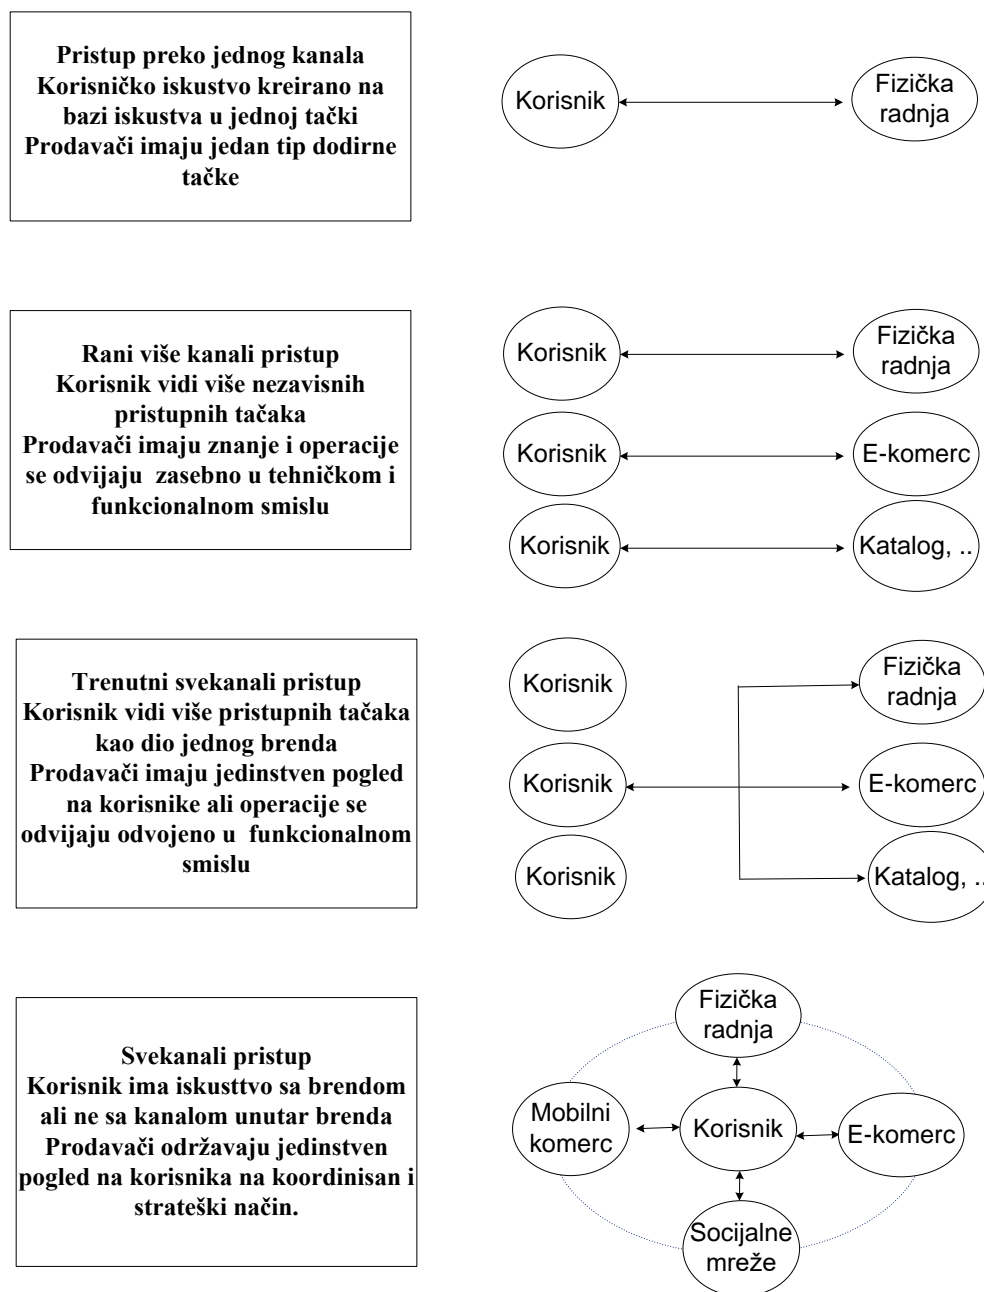 Pristup preko jednog kanala
Korisničko iskustvo kreirano na
bazi iskustva u jednoj tački
Prodavači imaju jedan tip dodirne
tačke
Korisnik
Fizička
radnja
Rani više kanali pristup
Korisnik vidi više nezavisnih
pristupnih tačaka
Prodavači imaju znanje i operacije
se odvijaju zasebno u tehničkom i
funkcionalnom smislu
Korisnik
Fizička
radnja
Korisnik
E-komerc
Korisnik
Katalog, ..
Trenutni svekanali pristup
Korisnik vidi više pristupnih tačaka
kao dio jednog brenda
Prodavači imaju jedinstven pogled
na korisnike ali operacije se
odvijaju odvojeno u funkcionalnom
smislu
Korisnik
Fizička
radnja
Korisnik
E-komerc
Korisnik
Katalog, ..
Svekanali pristup
Korisnik ima iskusttvo sa brendom
ali ne sa kanalom unutar brenda
Prodavači održavaju jedinstven
pogled na korisnika na koordinisan i
strateški način.
Fizička
radnja
Mobilni
komerc
Korisnik
E-komerc
Socijalne
mreže